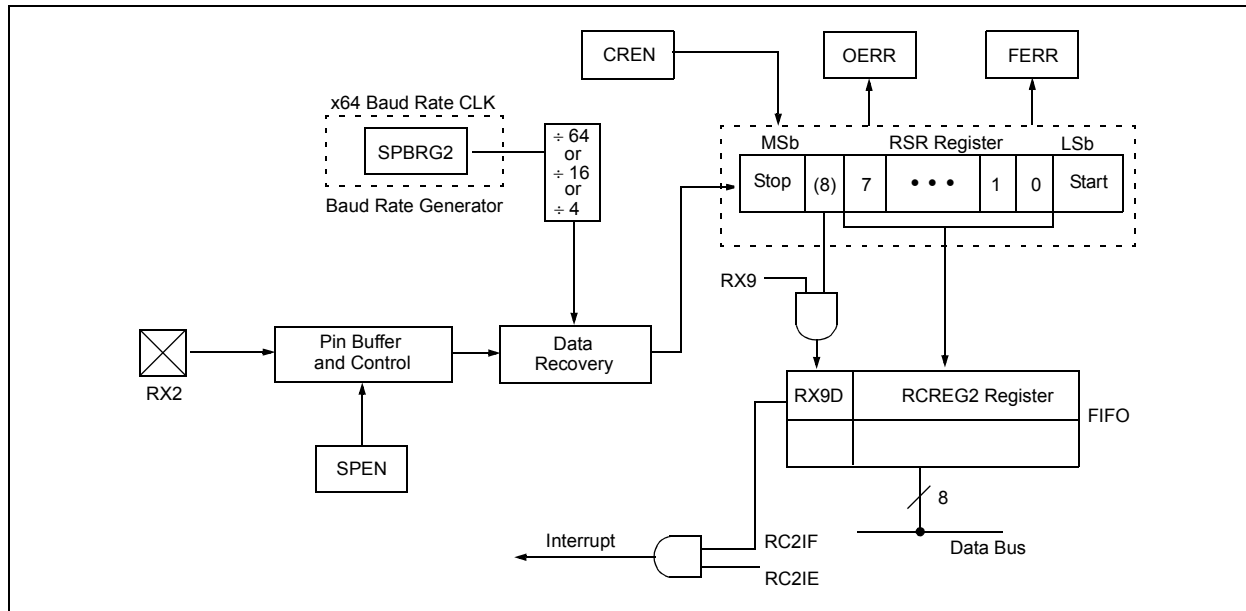 CREN
OERR
FERR
x64 Baud Rate CLK
SPBRG2
Baud Rate Generator
÷ 64
or
÷ 16
or
÷ 4
MSb
RSR Register
LSb
Stop
(8)
7
• • •
1
0
Start
RX9
RX2
Pin Buffer
and Control
Data
Recovery
SPEN
RX9D
RCREG2 Register
FIFO
8
Data Bus
Interrupt
RC2IF
RC2IE